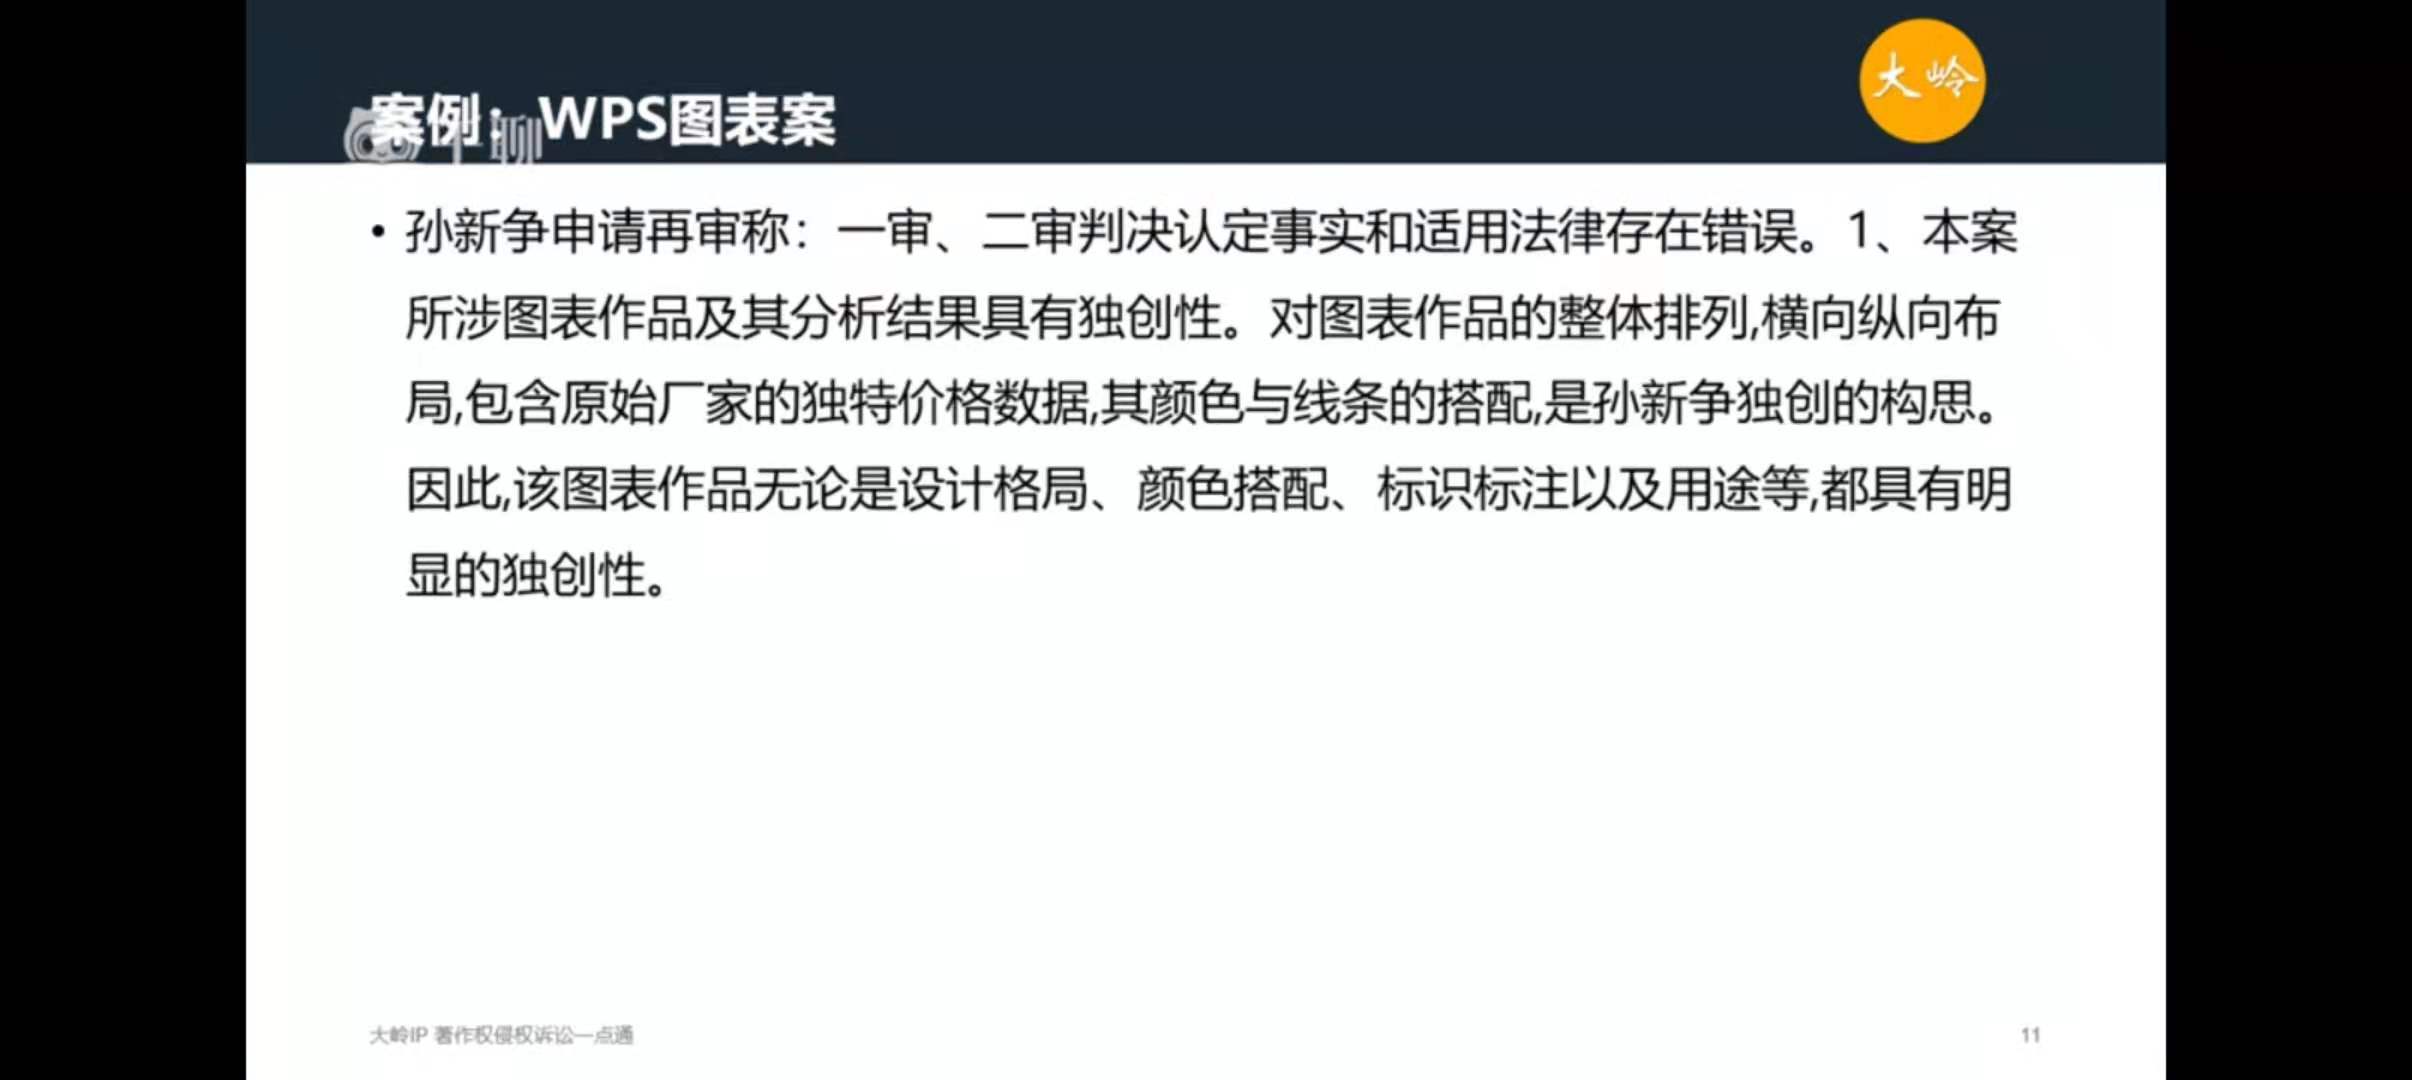 大岭
案例：WPS图表案
千聊
• 孙新争申请再审称：一审、二审判决认定事实和适用法律存在错误。1、本案
所涉图表作品及其分析结果具有独创性。对图表作品的整体排列,横向纵向布
局,包含原始厂家的独特价格数据,其颜色与线条的搭配,是孙新争独创的构思。
因此,该图表作品无论是设计格局、颜色搭配、标识标注以及用途等,都具有明
显的独创性。
大岭IP 著作权侵权诉讼一点通
11